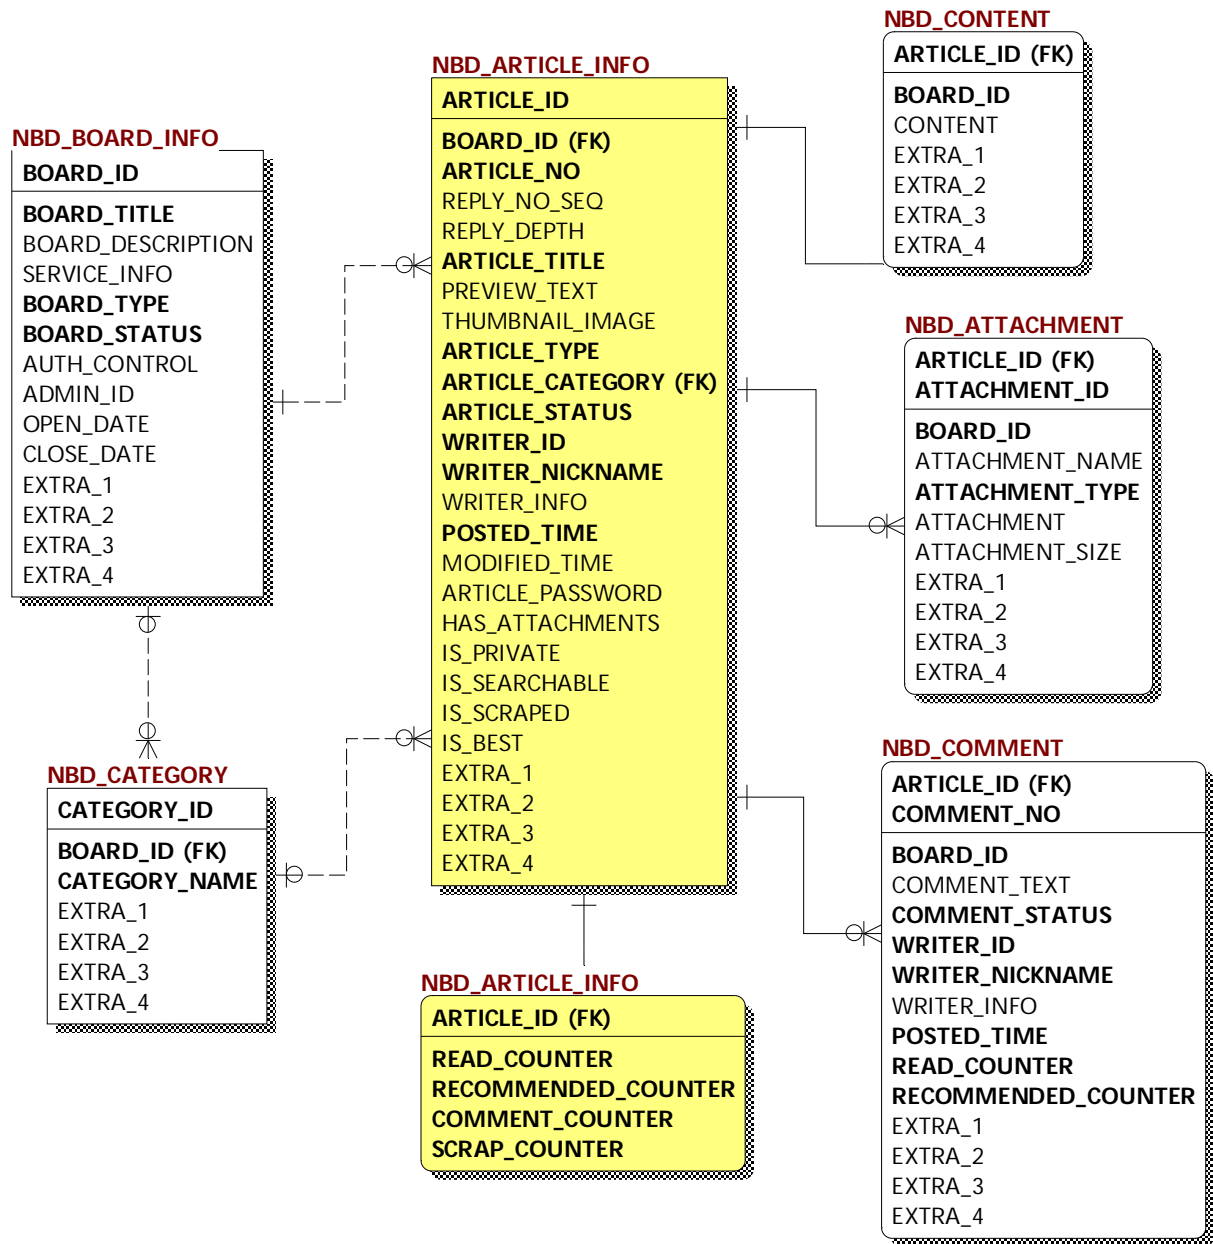 NBD_BOARD_INFO
BOARD_ID
BOARD_TITLE
BOARD_DESCRIPTION
SERVICE_INFO
BOARD_TYPE
BOARD_STATUS
AUTH_CONTROL
ADMIN_ID
OPEN_DATE
CLOSE_DATE
EXTRA_1
EXTRA_2
EXTRA_3
EXTRA_4
NBD_CATEGORY
CATEGORY_ID
BOARD_ID (FK)
CATEGORY_NAME
EXTRA_1
EXTRA_2
EXTRA_3
EXTRA_4
NBD_ARTICLE_INFO
ARTICLE_ID
BOARD_ID (FK)
ARTICLE_NO
REPLY_NO_SEQ
REPLY_DEPTH
ARTICLE_TITLE
PREVIEW_TEXT
THUMBNAIL_IMAGE
ARTICLE_TYPE
ARTICLE_CATEGORY (FK)
ARTICLE_STATUS
WRITER_ID
WRITER_NICKNAME
WRITER_INFO
POSTED_TIME
MODIFIED_TIME
ARTICLE_PASSWORD
HAS_ATTACHMENTS
IS_PRIVATE
IS_SEARCHABLE
IS_SCRAPED
IS_BEST
EXTRA_1
EXTRA_2
EXTRA_3
EXTRA_4
NBD_ARTICLE_INFO
ARTICLE_ID (FK)
READ_COUNTER
RECOMMENDED_COUNTER
COMMENT_COUNTER
SCRAP_COUNTER
NBD_CONTENT
ARTICLE_ID (FK)
BOARD_ID
CONTENT
EXTRA_1
EXTRA_2
EXTRA_3
EXTRA_4
NBD_ATTACHMENT
ARTICLE_ID (FK)
ATTACHMENT_ID
BOARD_ID
ATTACHMENT_NAME
ATTACHMENT_TYPE
ATTACHMENT
ATTACHMENT_SIZE
EXTRA_1
EXTRA_2
EXTRA_3
EXTRA_4
NBD_COMMENT
ARTICLE_ID (FK)
COMMENT_NO
BOARD_ID
COMMENT_TEXT
COMMENT_STATUS
WRITER_ID
WRITER_NICKNAME
WRITER_INFO
POSTED_TIME
READ_COUNTER
RECOMMENDED_COUNTER
EXTRA_1
EXTRA_2
EXTRA_3
EXTRA_4